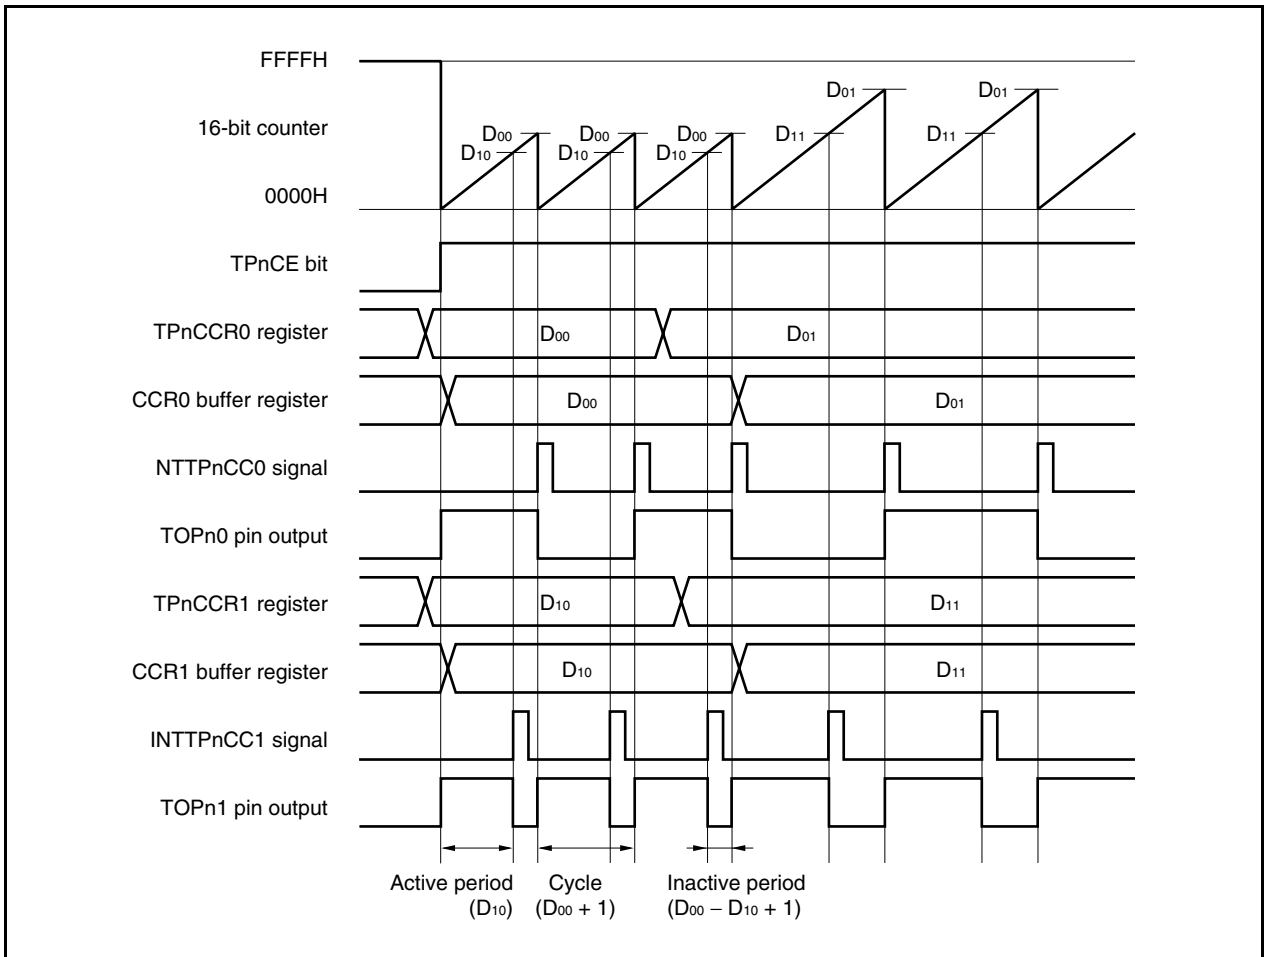 FFFFH
D01 D01
16-bit counter D00 D00 D00 D11 D11
D10 D10 D10
0000H
TPnCE bit
TPnCCR0 register D00 D01
CCR0 buffer register D00 D01
NTTPnCC0 signal
TOPn0 pin output
TPnCCR1 register D10 D11
CCR1 buffer register D10 D11
INTTPnCC1 signal
TOPn1 pin output
Active period Cycle Inactive period
(D10) (D00 + 1) (D00 − D10 + 1)